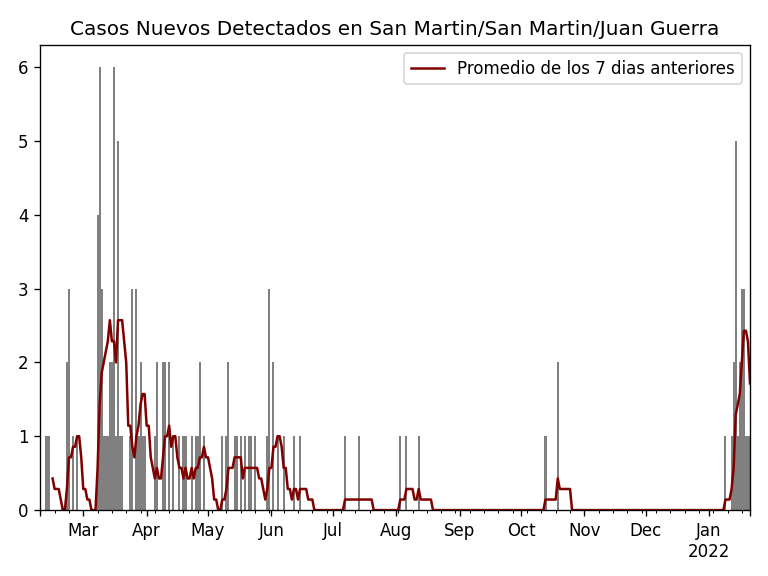 Casos Nuevos Detectados en San Martin/San Martin/Juan Guerra
Promedio de los 7 dias anteriores
6
5
4
3
2
1
0
Mar Apr May Jun Jul Aug Sep Oct Nov Dec Jan
2022